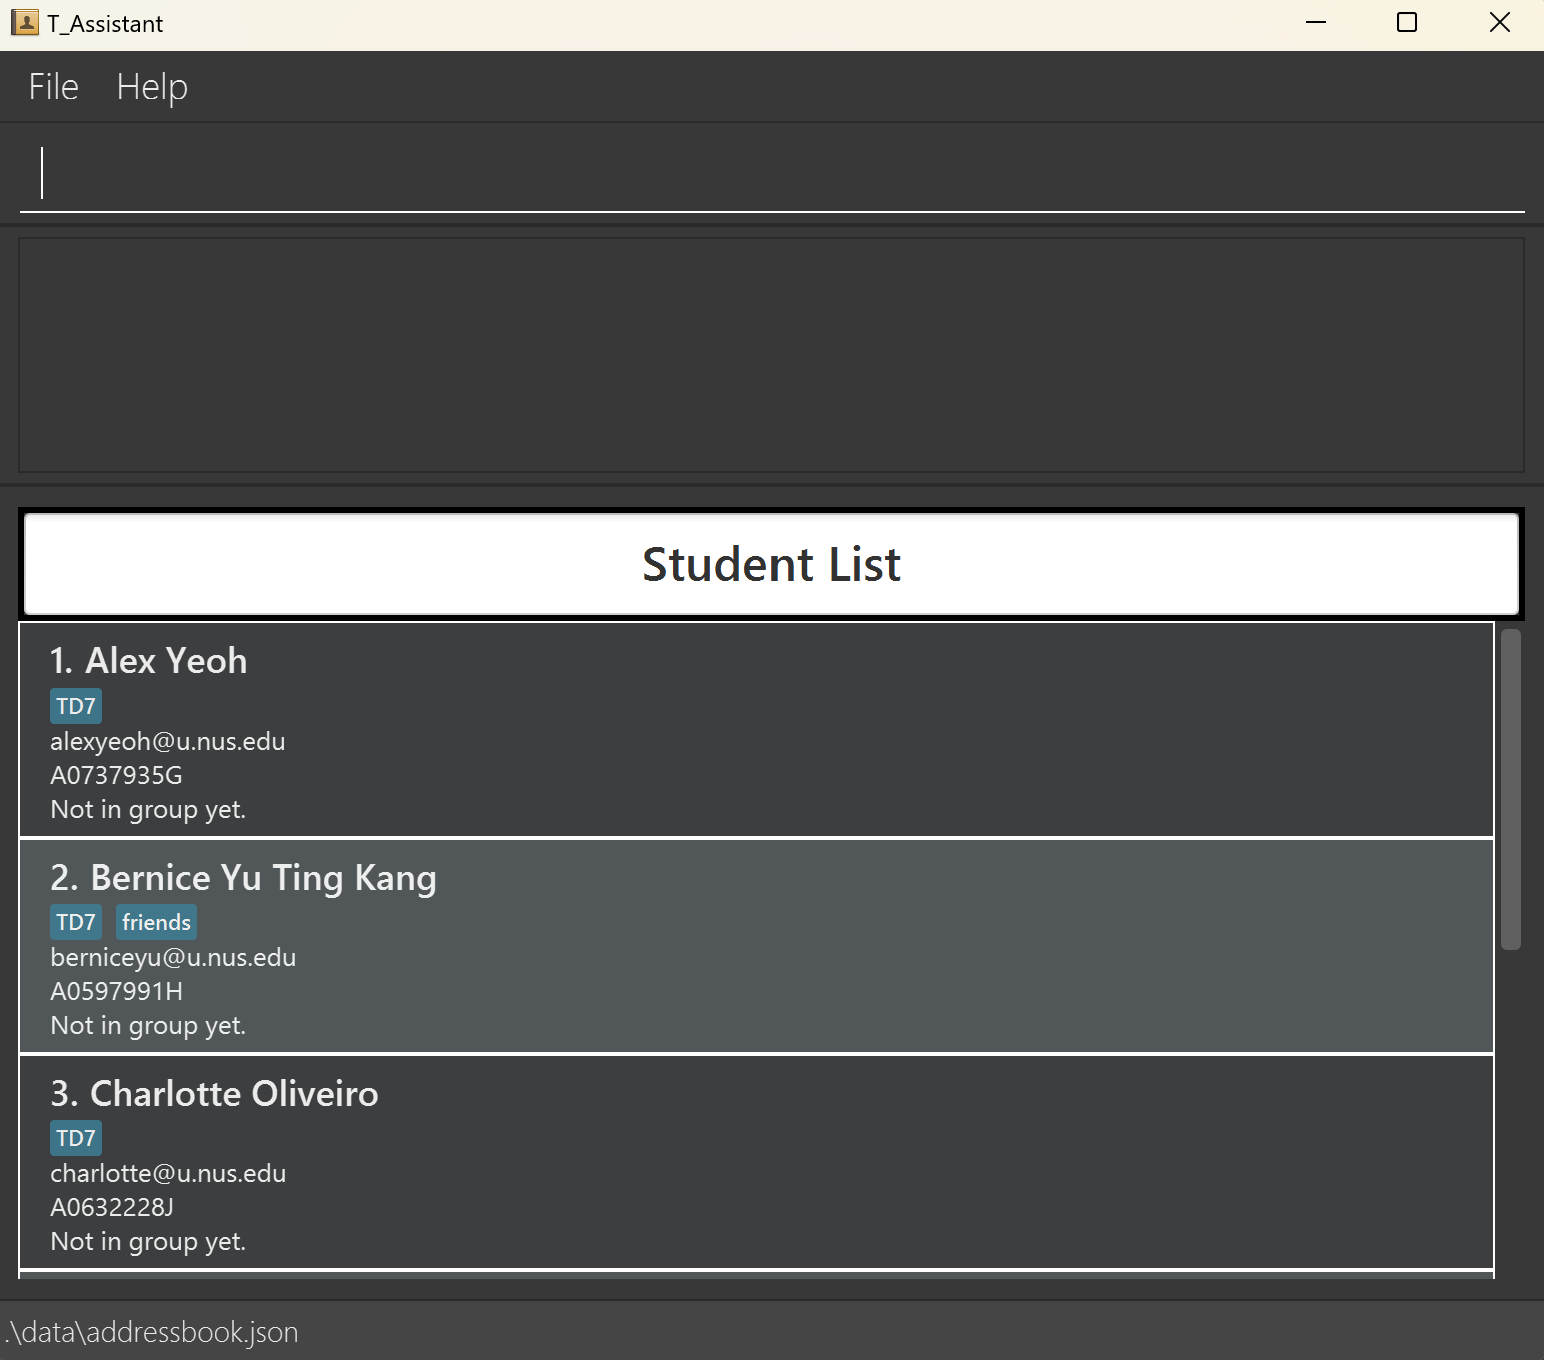 T_Assistant
File Help
Student List
1. Alex Yeoh
TD7
alexyeoh@u.nus.edu
A0737935G
Not in group yet.
2. Bernice Yu Ting Kang
TD7 friends
berniceyu@u.nus.edu
A0597991H
Not in group yet.
3. Charlotte Oliveiro
TD7
charlotte@u.nus.edu
A0632228J
Not in group yet.
.\data\addressbook.json